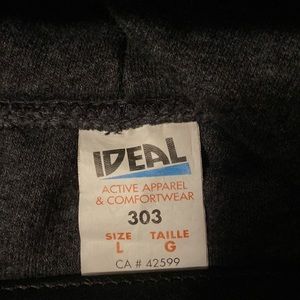 IDEAL
ACTIVE APPAREL
& COMFORTWEAR
303
SIZE TAILLE
L G
CA # 42599